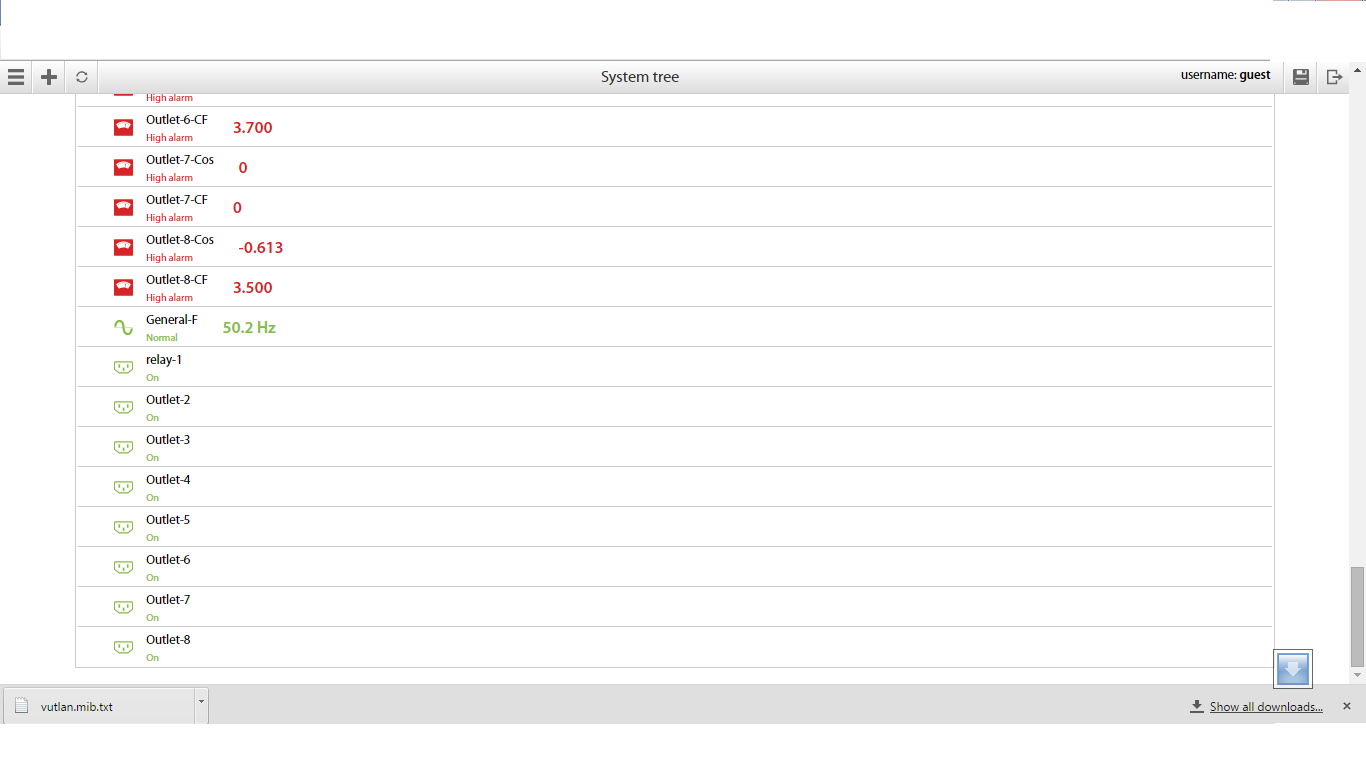 System tree
username: guest
High alarm
Outlet-6-CF
3.700
High alarm
Outlet-7-Cos
0
High alarm
Outlet-7-CF
0
High alarm
Outlet-8-Cos
-0.613
High alarm
Outlet-8-CF
3.500
High alarm
General-F
50.2 Hz
Normal
relay-1
On
Outlet-2
On
Outlet-3
On
Outlet-4
On
Outlet-5
On
Outlet-6
On
Outlet-7
On
Outlet-8
On
vutlan.mib.txt
Show all downloads...